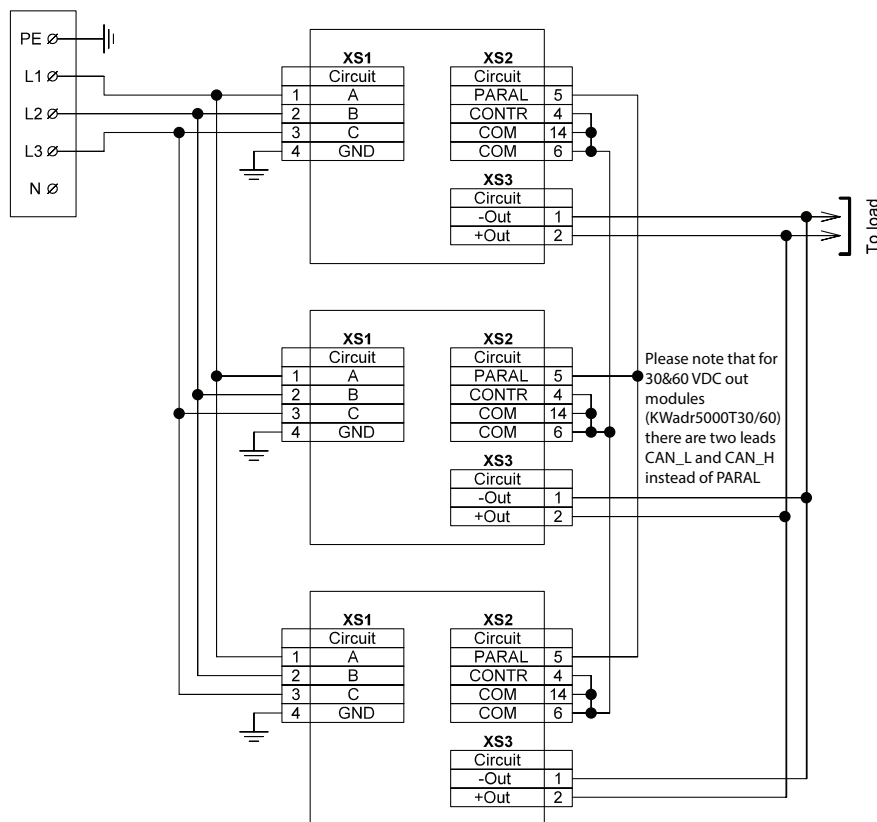 PE
L1
L2
L3
N
XS1
Circuit
1 A
2 B
3 C
4 GND
XS2
Circuit
PARAL 5
CONTR 4
COM 14
COM 6
XS3
Circuit
-Out 1
+Out 2
To load
XS1
Circuit
1 A
2 B
3 C
4 GND
XS2
Circuit
PARAL 5
CONTR 4
COM 14
COM 6
XS3
Circuit
-Out 1
+Out 2
Please note that for
30&60 VDC out
modules
(KWadr5000T30/60)
there are two leads
CAN_L and CAN_H
instead of PARAL
XS1
Circuit
1 A
2 B
3 C
4 GND
XS2
Circuit
PARAL 5
CONTR 4
COM 14
COM 6
XS3
Circuit
-Out 1
+Out 2